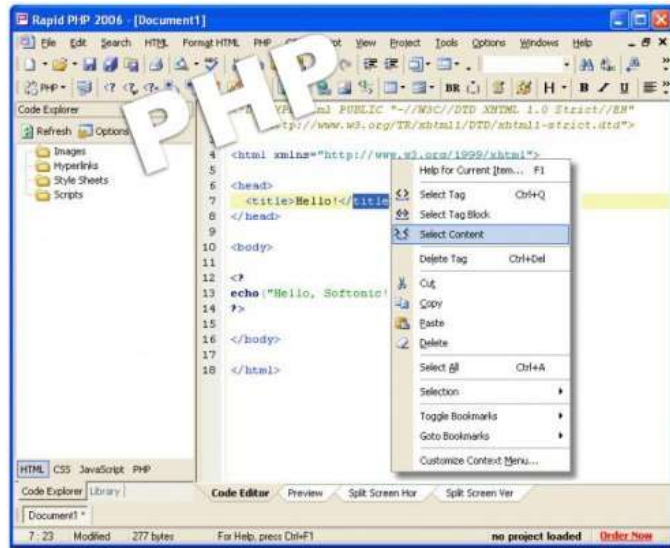 Rapid PHP 2006 - [Document1]
File Edit Search HTML Format HTML PHP View Project Tools Options Windows Help
PHP BR H B I U
PHP
Code Explorer
Refresh Options
Images
Hyperlinks
Style Sheets
Scripts
html PUBLIC "-//W3C//DTD XHTML 1.0 Strict//EN"
http://www.w3.org/TR/xhtml1/DTD/xhtml1-strict.dtd">
4 <html xmlns="http://www.w3.org/1999/xhtml">
5
6 <head>
7 <title>Hello!</title
8 </head>
9
10 <body>
11
12 <?
13 echo("Hello, Softonic!
14 ?>
15
16 </body>
17
18 </html>
Help for Current Item... F1
Select Tag Ctrl+Q
Select Tag Block
Select Content
Delete Tag Ctrl+Del
Cut
Copy
Paste
Delete
Select All Ctrl+A
Selection
Toggle Bookmarks
Goto Bookmarks
Customize Context Menu...
HTML CSS JavaScript PHP
Code Explorer Library
Code Editor Preview Split Screen Hor Split Screen Ver
Document1 *
7 : 23 Modified 277 bytes For Help, press Ctrl+F1 no project loaded Order Now